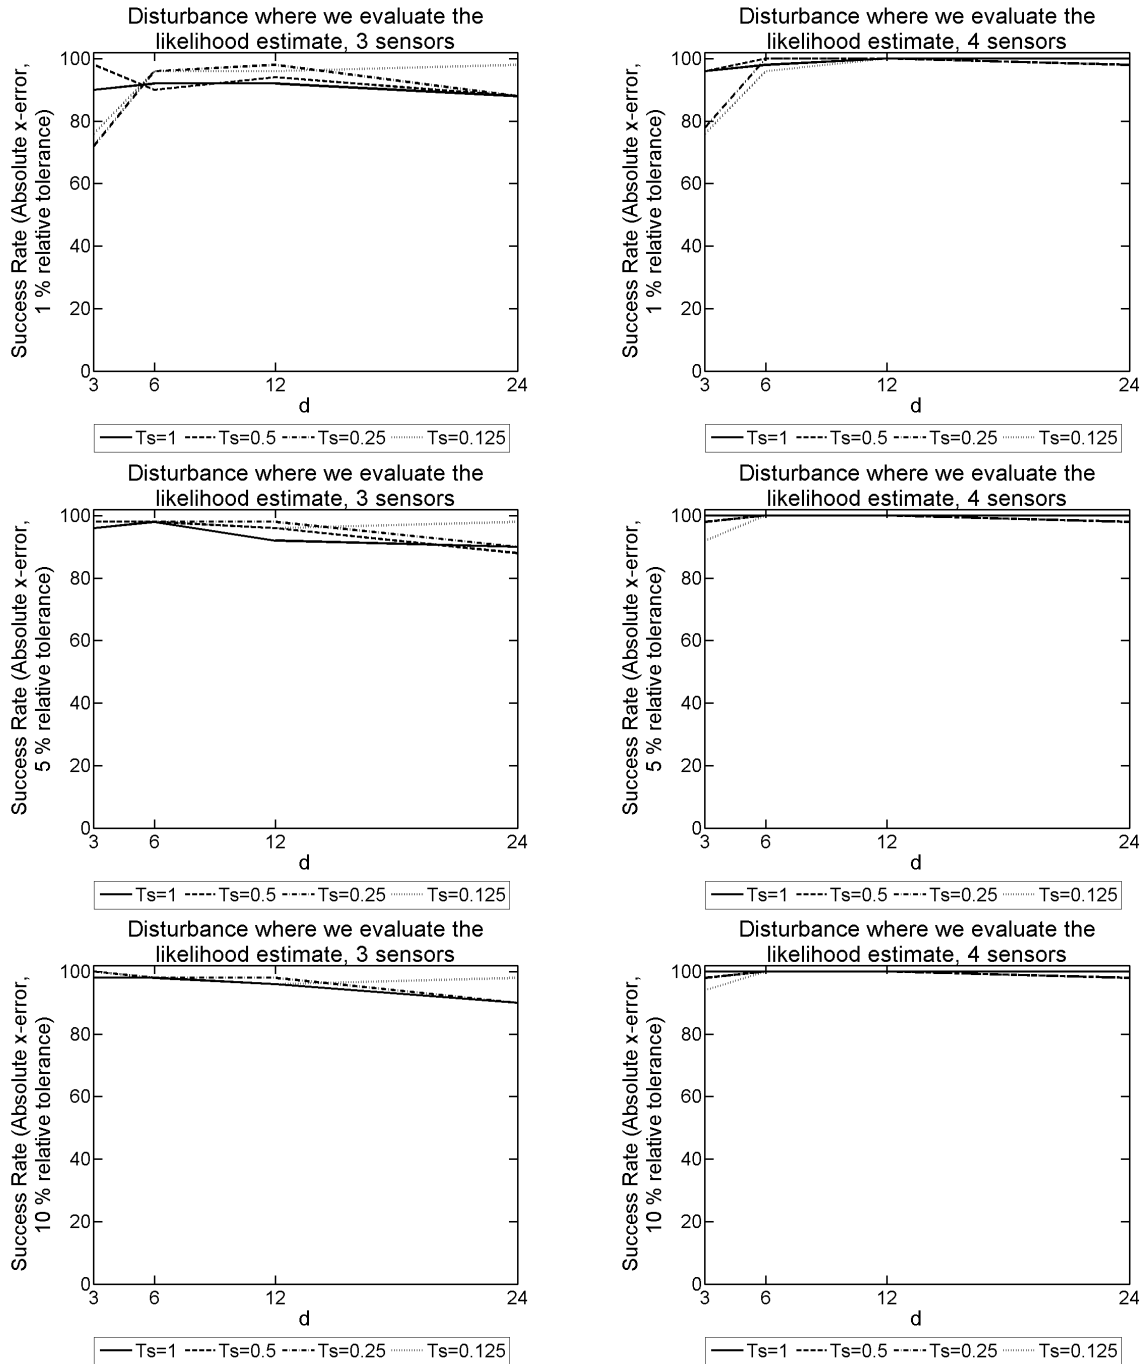 Disturbance where we evaluate the
likelihood estimate, 3 sensors
Success Rate (Absolute x-error,
1 % relative tolerance)
100
80
60
40
20
0
3 6 12 24
d
Ts=1 Ts=0.5 Ts=0.25 Ts=0.125
Disturbance where we evaluate the
likelihood estimate, 4 sensors
Success Rate (Absolute x-error,
1 % relative tolerance)
100
80
60
40
20
0
3 6 12 24
d
Ts=1 Ts=0.5 Ts=0.25 Ts=0.125
Disturbance where we evaluate the
likelihood estimate, 3 sensors
Success Rate (Absolute x-error,
5 % relative tolerance)
100
80
60
40
20
0
3 6 12 24
d
Ts=1 Ts=0.5 Ts=0.25 Ts=0.125
Disturbance where we evaluate the
likelihood estimate, 4 sensors
Success Rate (Absolute x-error,
5 % relative tolerance)
100
80
60
40
20
0
3 6 12 24
d
Ts=1 Ts=0.5 Ts=0.25 Ts=0.125
Disturbance where we evaluate the
likelihood estimate, 3 sensors
Success Rate (Absolute x-error,
10 % relative tolerance)
100
80
60
40
20
0
3 6 12 24
d
Ts=1 Ts=0.5 Ts=0.25 Ts=0.125
Disturbance where we evaluate the
likelihood estimate, 4 sensors
Success Rate (Absolute x-error,
10 % relative tolerance)
100
80
60
40
20
0
3 6 12 24
d
Ts=1 Ts=0.5 Ts=0.25 Ts=0.125